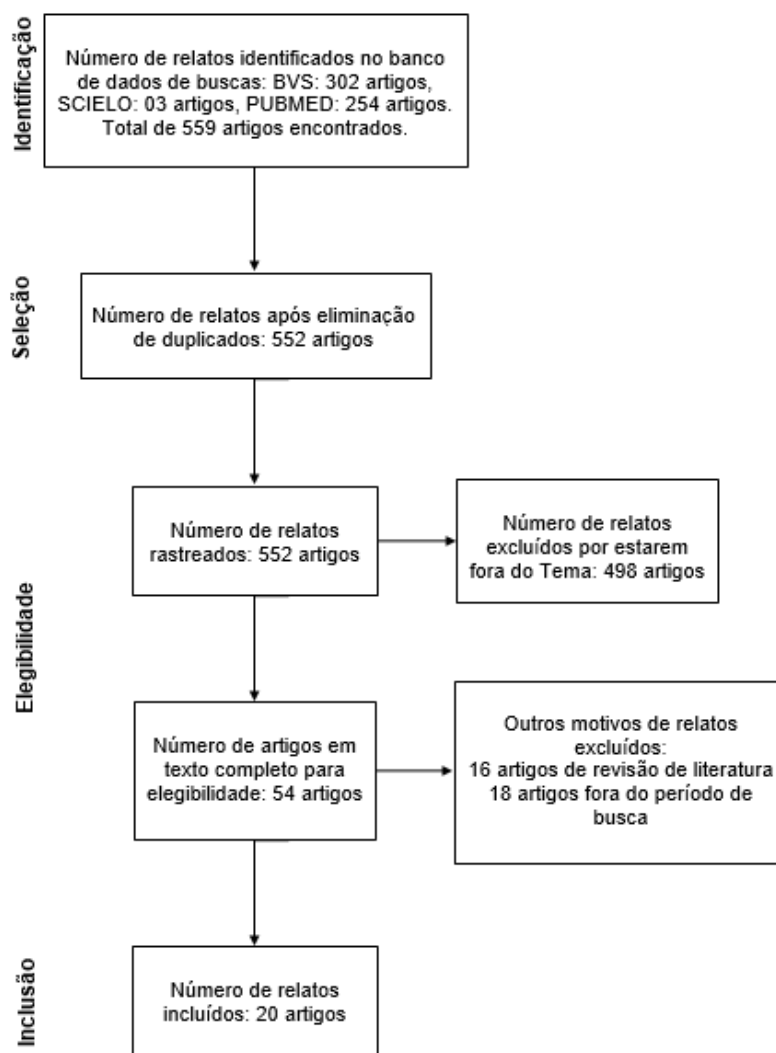 Identificação
Número de relatos identificados no banco
de dados de buscas: BVS: 302 artigos,
SCIELO: 03 artigos, PUBMED: 254 artigos.
Total de 559 artigos encontrados.
Seleção
Número de relatos após eliminação
de duplicados: 552 artigos
Elegibilidade
Número de relatos
rastreados: 552 artigos
Número de relatos
excluídos por estarem
fora do Tema: 498 artigos
Número de artigos em
texto completo para
elegibilidade: 54 artigos
Outros motivos de relatos
excluídos:
16 artigos de revisão de literatura
18 artigos fora do período de
busca
Inclusão
Número de relatos
incluídos: 20 artigos